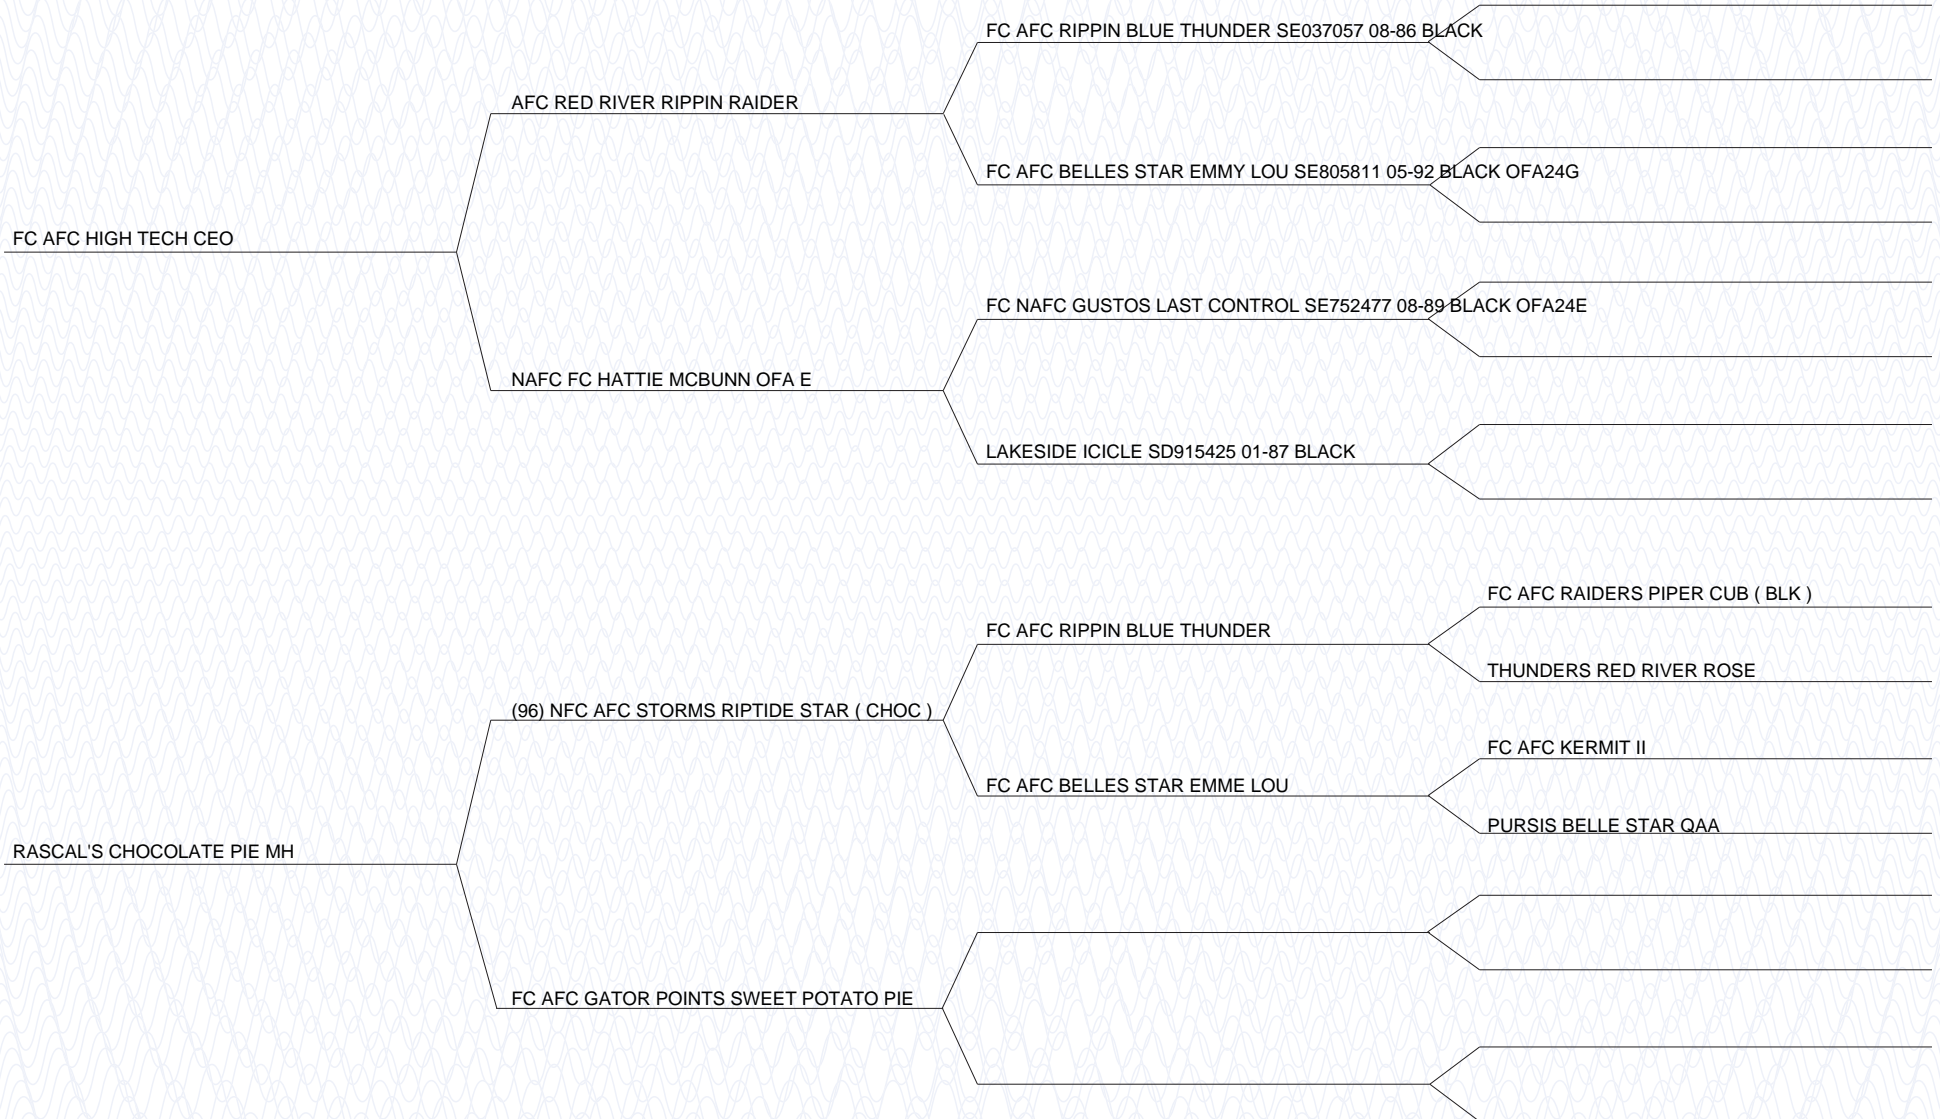 FC AFC RIPPIN BLUE THUNDER SE037057 08-86 BLACK
AFC RED RIVER RIPPIN RAIDER
FC AFC BELLES STAR EMMY LOU SE805811 05-92 BLACK OFA24G
FC AFC HIGH TECH CEO
FC NAFC GUSTOS LAST CONTROL SE752477 08-89 BLACK OFA24E
NAFC FC HATTIE MCBUNN OFA E
LAKESIDE ICICLE SD915425 01-87 BLACK
FC AFC RAIDERS PIPER CUB ( BLK )
FC AFC RIPPIN BLUE THUNDER
THUNDERS RED RIVER ROSE
(96) NFC AFC STORMS RIPTIDE STAR ( CHOC )
FC AFC KERMIT II
FC AFC BELLES STAR EMME LOU
PURSIS BELLE STAR QAA
RASCAL'S CHOCOLATE PIE MH
FC AFC GATOR POINTS SWEET POTATO PIE